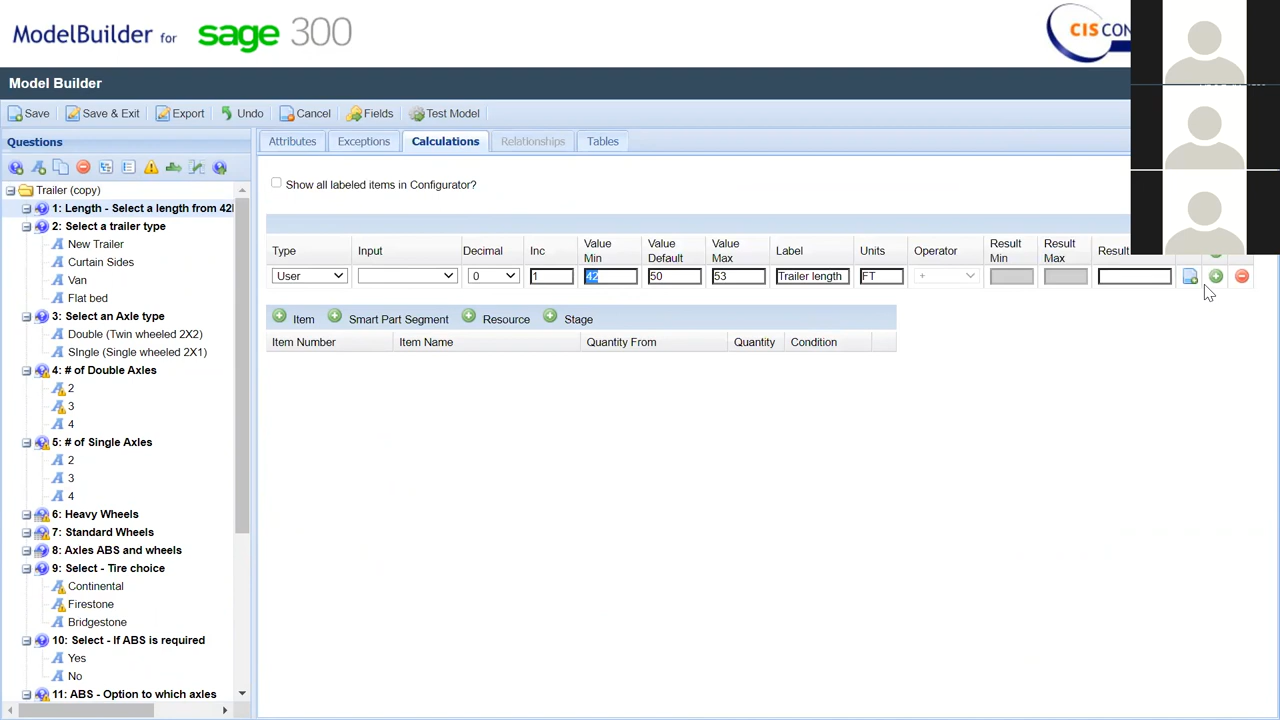 ModelBuilder for sage 300
CIS CON
Model Builder
Save Save & Exit Export Undo Cancel Fields Test Model
Questions
Attributes Exceptions Calculations Relationships Tables
Trailer (copy)
1: Length - Select a length from 42
2: Select a trailer type
New Trailer
Curtain Sides
Van
Flat bed
3: Select an Axle type
Double (Twin wheeled 2X2)
SIngle (Single wheeled 2X1)
4: # of Double Axles
2
3
4
5: # of Single Axles
2
3
4
6: Heavy Wheels
7: Standard Wheels
8: Axles ABS and wheels
9: Select - Tire choice
Continental
Firestone
Bridgestone
10: Select - If ABS is required
Yes
No
11: ABS - Option to which axles
Show all labeled items in Configurator?
Type Input Decimal Inc Value Min Value Default Value Max Label Units Operator Result Min Result Max Result
User 0 1 42 50 53 Trailer length FT +
Item Smart Part Segment Resource Stage
Item Number Item Name Quantity From Quantity Condition